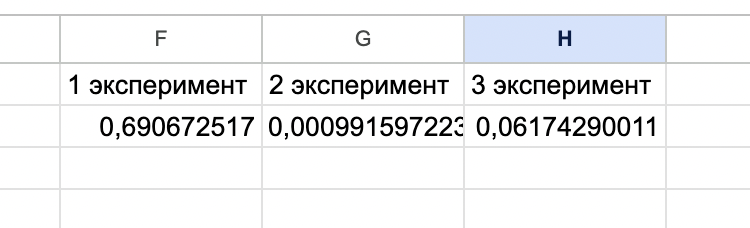 F G H
1 эксперимент 2 эксперимент 3 эксперимент
0,690672517 0,000991597223 0,06174290011